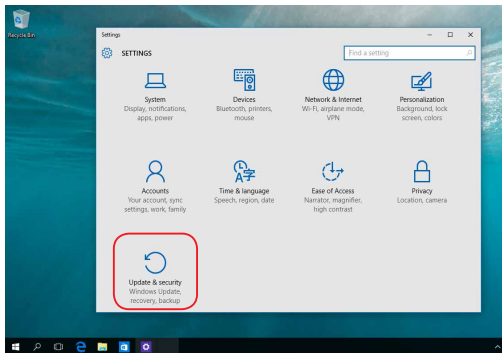 Recycle Bin
Settings
SETTINGS
Find a setting
System
Display, notifications,
apps, power
Devices
Bluetooth, printers,
mouse
Network & Internet
Wi-Fi, airplane mode,
VPN
Personalization
Background, lock
screen, colors
Accounts
Your account, sync
settings, work, family
Time & language
Speech, region, date
Ease of Access
Narrator, magnifier,
high contrast
Privacy
Location, camera
Update & security
Windows Update,
recovery, backup